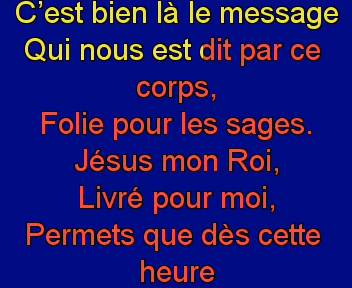 C’est bien là le message
Qui nous est dit par ce
corps,
Folie pour les sages.
Jésus mon Roi,
Livré pour moi,
Permets que dès cette
heure